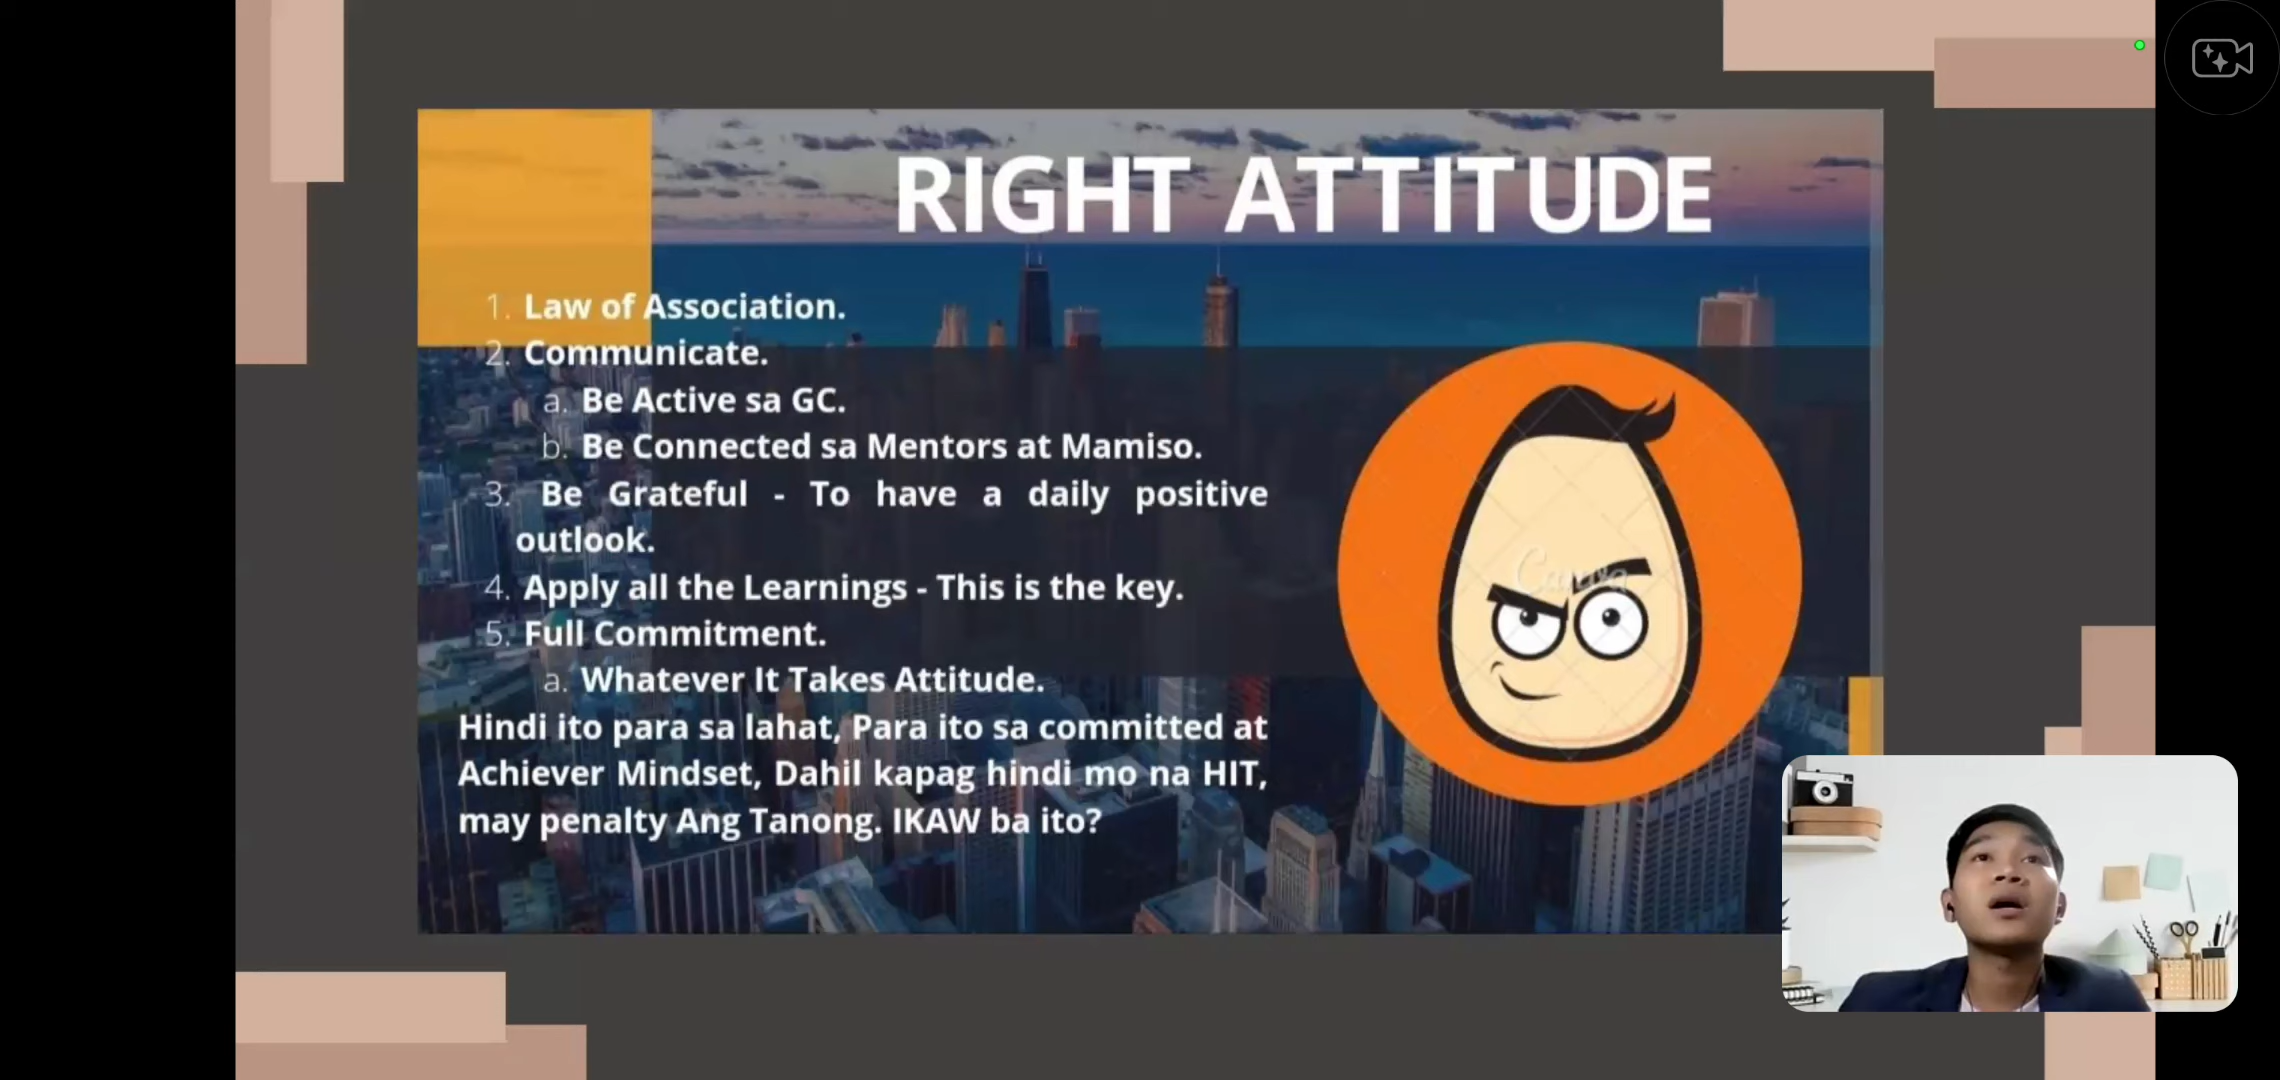 RIGHT ATTITUDE
1. Law of Association.
2. Communicate.
a. Be Active sa GC.
b. Be Connected sa Mentors at Mamiso.
3. Be Grateful - To have a daily positive
outlook.
4. Apply all the Learnings - This is the key.
5. Full Commitment.
a. Whatever It Takes Attitude.
Hindi ito para sa lahat, Para ito sa committed at
Achiever Mindset, Dahil kapag hindi mo na HIT,
may penalty Ang Tanong. IKAW ba ito?
Canva